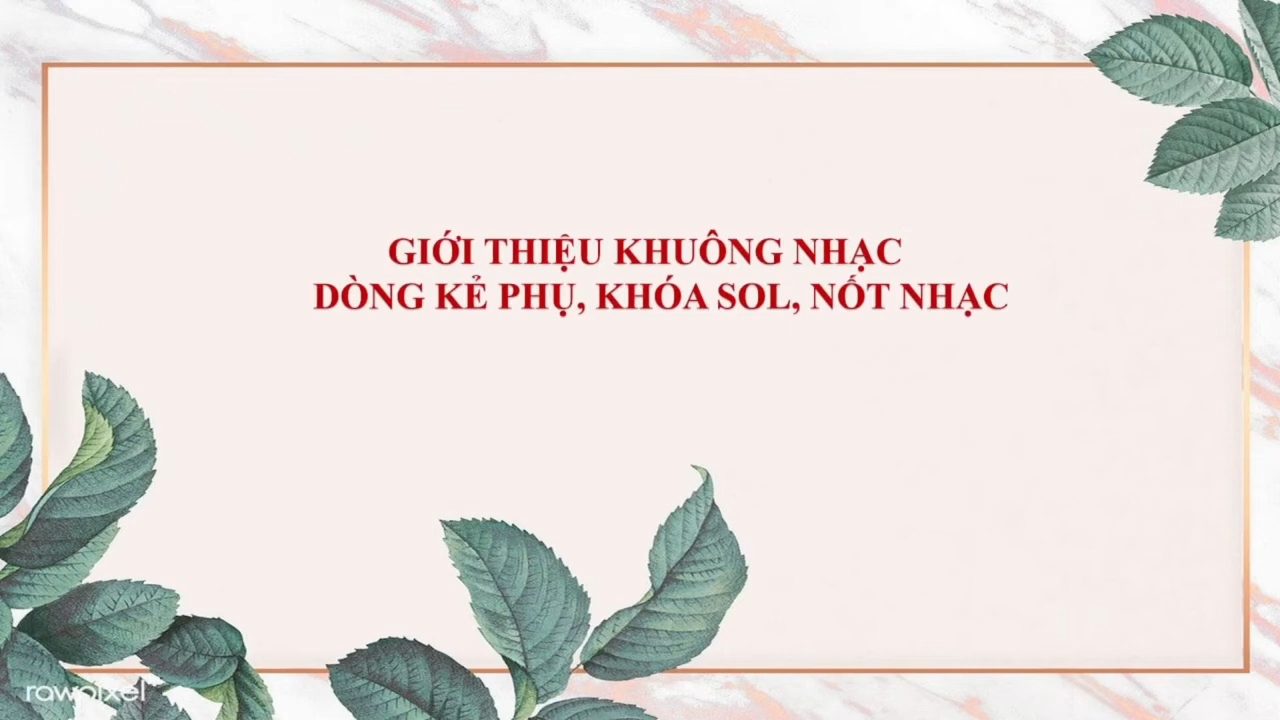 GIỚI THIỆU KHUÔNG NHẠC
DÒNG KẺ PHỤ, KHÓA SOL, NỐT NHẠC
rawpixel